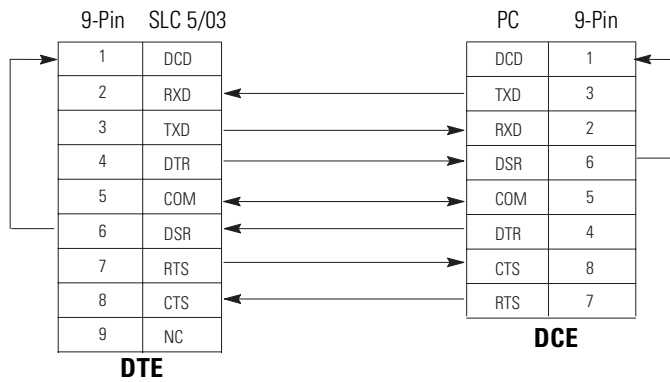 9-Pin SLC 5/03 PC 9-Pin
1 DCD DCD 1
2 RXD TXD 3
3 TXD RXD 2
4 DTR DSR 6
5 COM COM 5
6 DSR DTR 4
7 RTS CTS 8
8 CTS RTS 7
9 NC
DCE
DTE